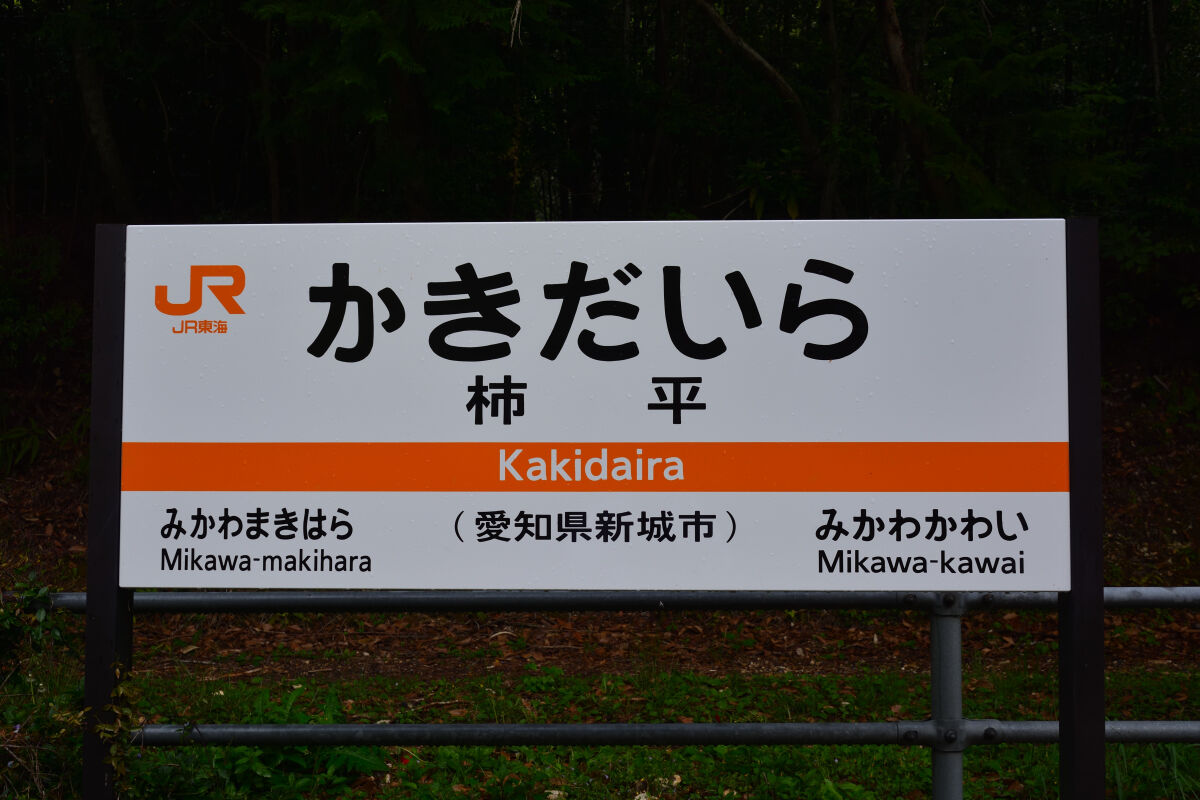 JR
JR東海
かきだいら
柿平
Kakidaira
みかわまきはら
Mikawa-makihara
（愛知県新城市）
みかわかわい
Mikawa-kawai